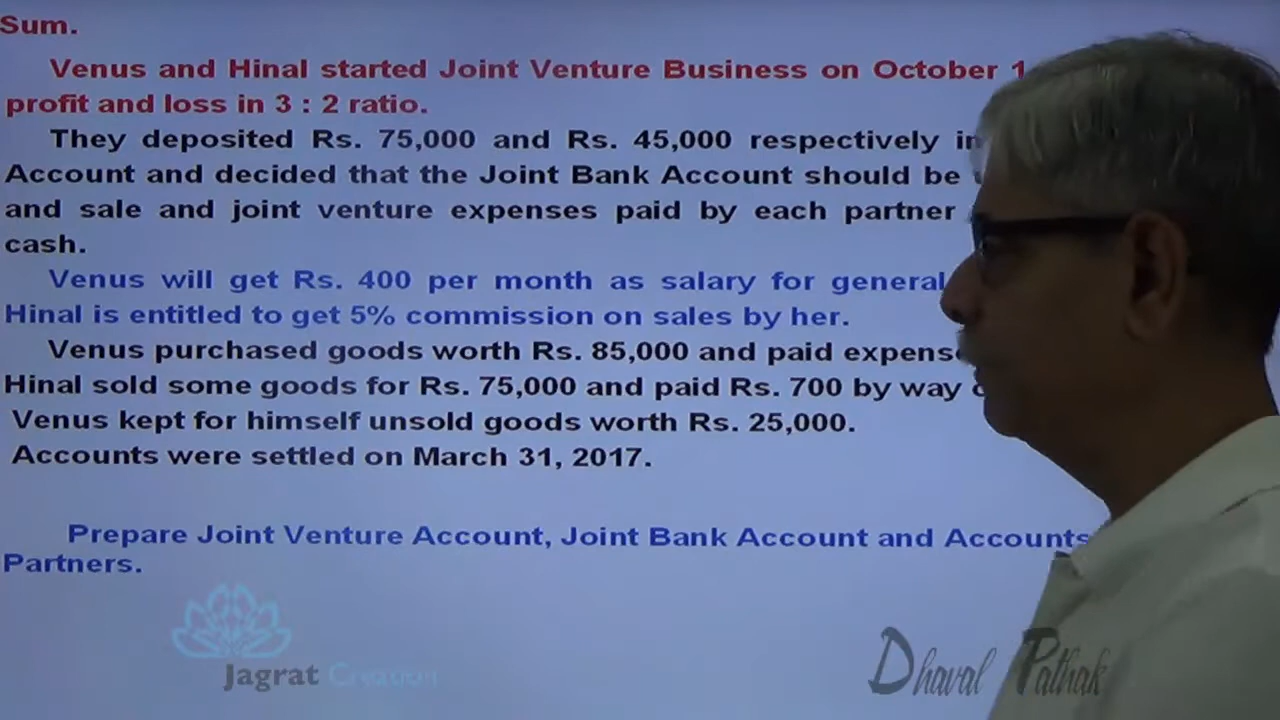 Sum.
Venus and Hinal started Joint Venture Business on October 1
profit and loss in 3 : 2 ratio.
They deposited Rs. 75,000 and Rs. 45,000 respectively in
Account and decided that the Joint Bank Account should be
and sale and joint venture expenses paid by each partner
cash.
Venus will get Rs. 400 per month as salary for general
Hinal is entitled to get 5% commission on sales by her.
Venus purchased goods worth Rs. 85,000 and paid
Hinal sold some goods for Rs. 75,000 and paid Rs. 700 by way
Venus kept for himself unsold goods worth Rs. 25,000.
Accounts were settled on March 31, 2017.
Prepare Joint Venture Account, Joint Bank Account and Accounts
Partners.
Jagrat Creation
Dhaval Pathak